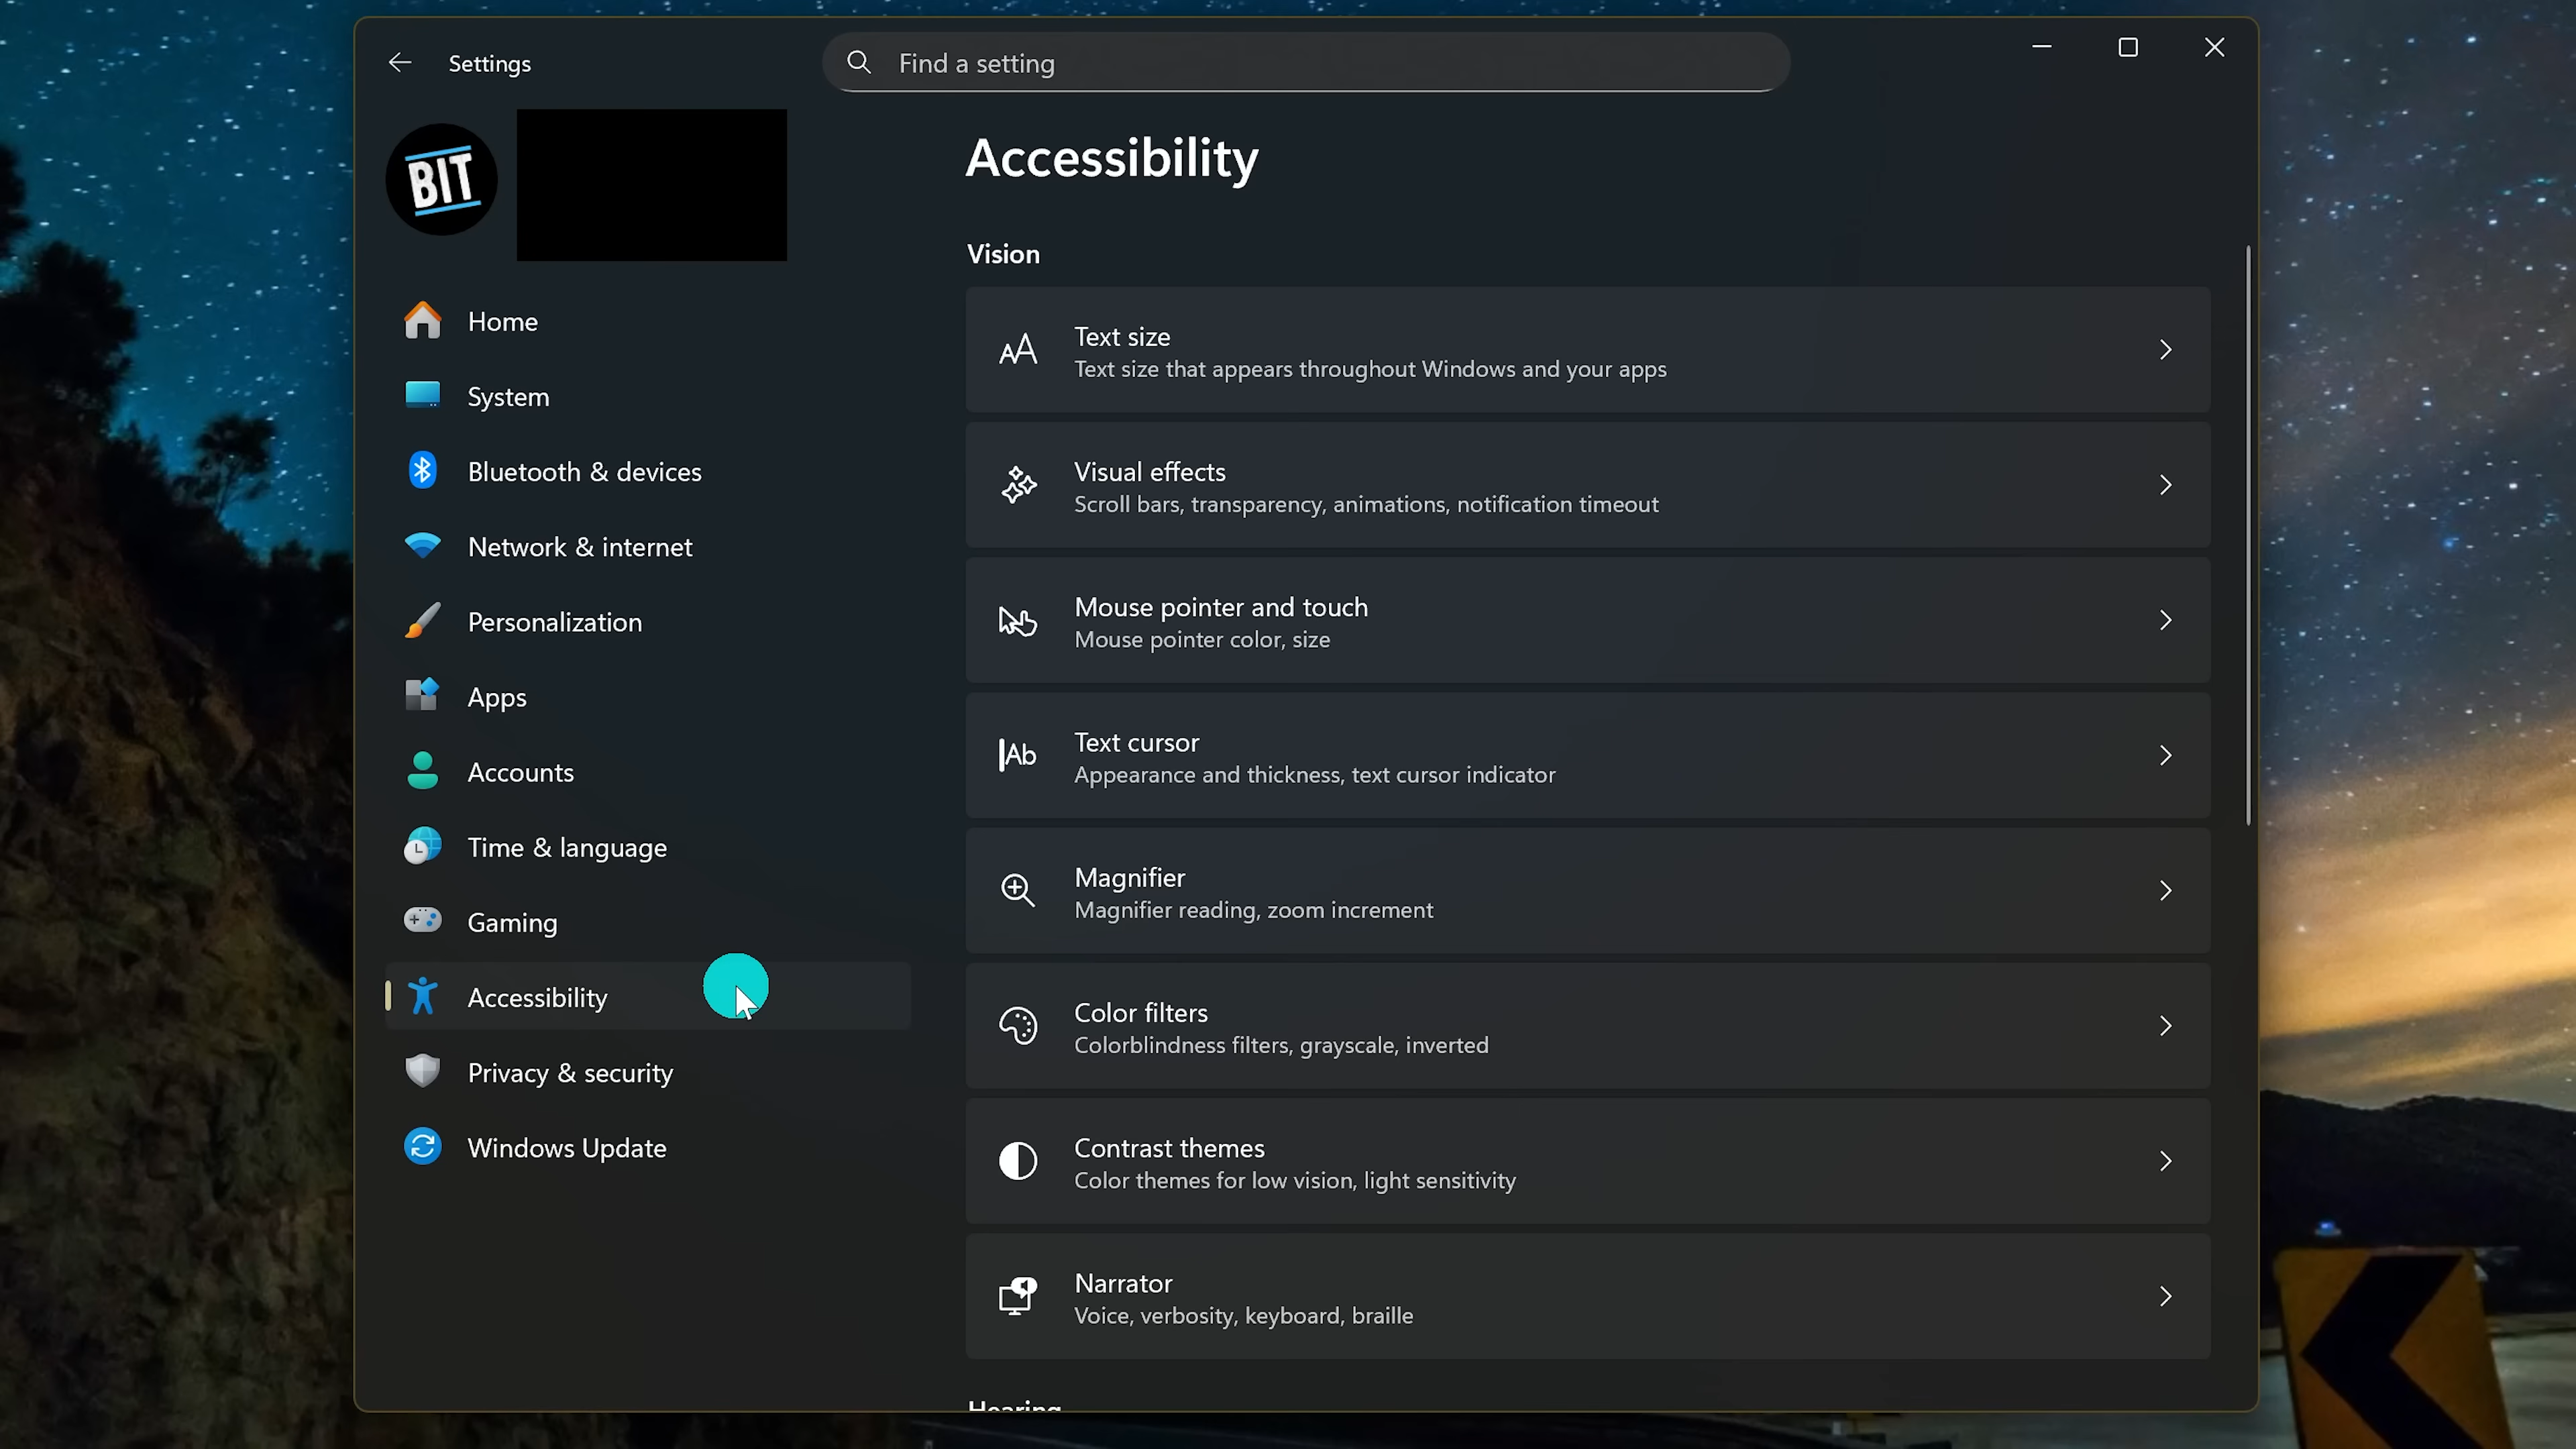 Settings
Find a setting
BIT
Home
System
Bluetooth & devices
Network & internet
Personalization
Apps
Accounts
Time & language
Gaming
Accessibility
Privacy & security
Windows Update
Accessibility
Vision
Text size
Text size that appears throughout Windows and your apps
Visual effects
Scroll bars, transparency, animations, notification timeout
Mouse pointer and touch
Mouse pointer color, size
Text cursor
Appearance and thickness, text cursor indicator
Magnifier
Magnifier reading, zoom increment
Color filters
Colorblindness filters, grayscale, inverted
Contrast themes
Color themes for low vision, light sensitivity
Narrator
Voice, verbosity, keyboard, braille
Hearing